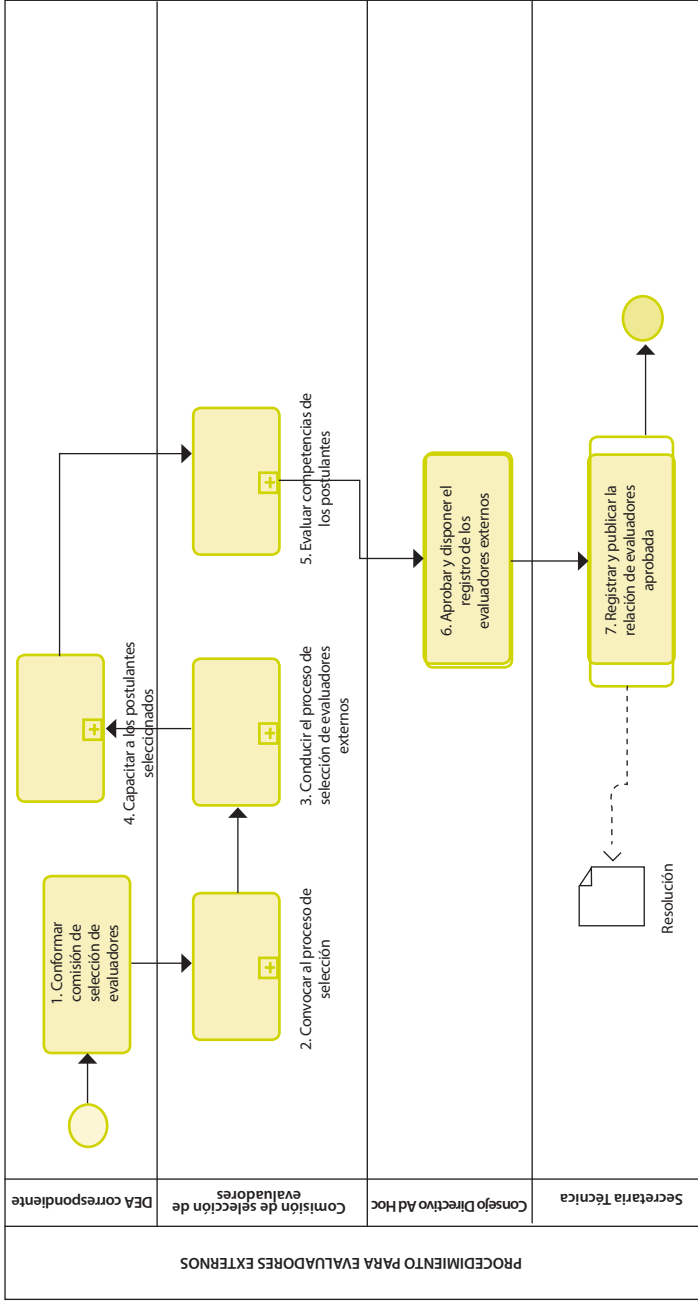 PROCEDIMIENTO PARA EVALUADORES EXTERNOS
DEA correspondiente
1. Conformar
comisión de
selección de
evaluadores
4. Capacitar a los postulantes
seleccionados
Comisión de selección de
evaluadores
2. Convocar al proceso de
selección
3. Conducir el proceso de
selección de evaluadores
externos
5. Evaluar competencias de
los postulantes
Consejo Directivo Ad Hoc
6. Aprobar y disponer el
registro de los
evaluadores externos
Secretaria Técnica
7. Registrar y publicar la
relación de evaluadores
aprobada
Resolución